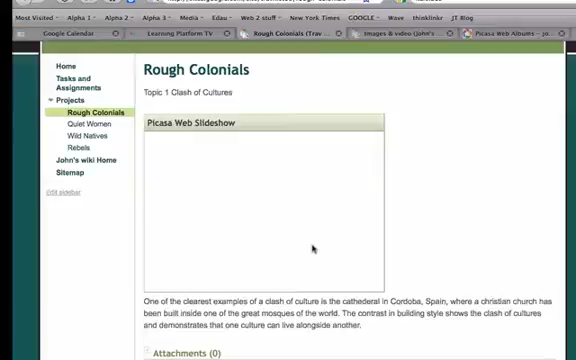 Most Visited Alpha 1 Alpha 2 Alpha 3 Media Edau Web 2 stuff New York Times GOOGLE Wave thinklinkr JT Blog
Google Calendar Learning Platform TV Rough Colonials (Trav Images & video (John's Picasa Web Albums – jo
Home
Tasks and
Assignments
Projects
Rough Colonials
Quiet Women
Wild Natives
Rebels
John's wiki Home
Sitemap
Edit sidebar
Rough Colonials
Topic 1 Clash of Cultures
Picasa Web Slideshow
One of the clearest examples of a clash of culture is the cathederal in Cordoba, Spain, where a christian church has
been built inside one of the great mosques of the world. The contrast in building style shows the clash of cultures
and demonstrates that one culture can live alongside another.
Attachments (0)